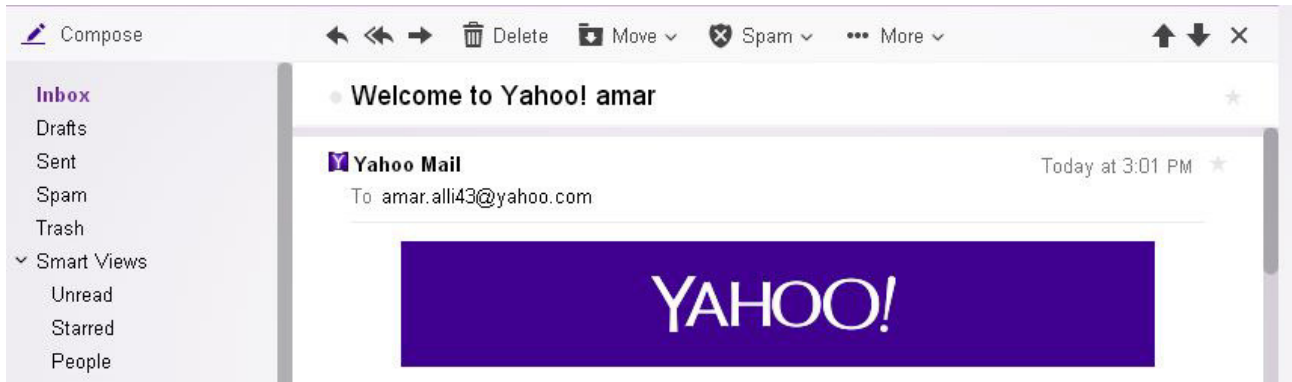 Compose
Delete Move Spam ••• More
Inbox
Drafts
Sent
Spam
Trash
Smart Views
Unread
Starred
People
Welcome to Yahoo! amar
Y Yahoo Mail Today at 3:01 PM
To amar.alli43@yahoo.com
YAHOO!